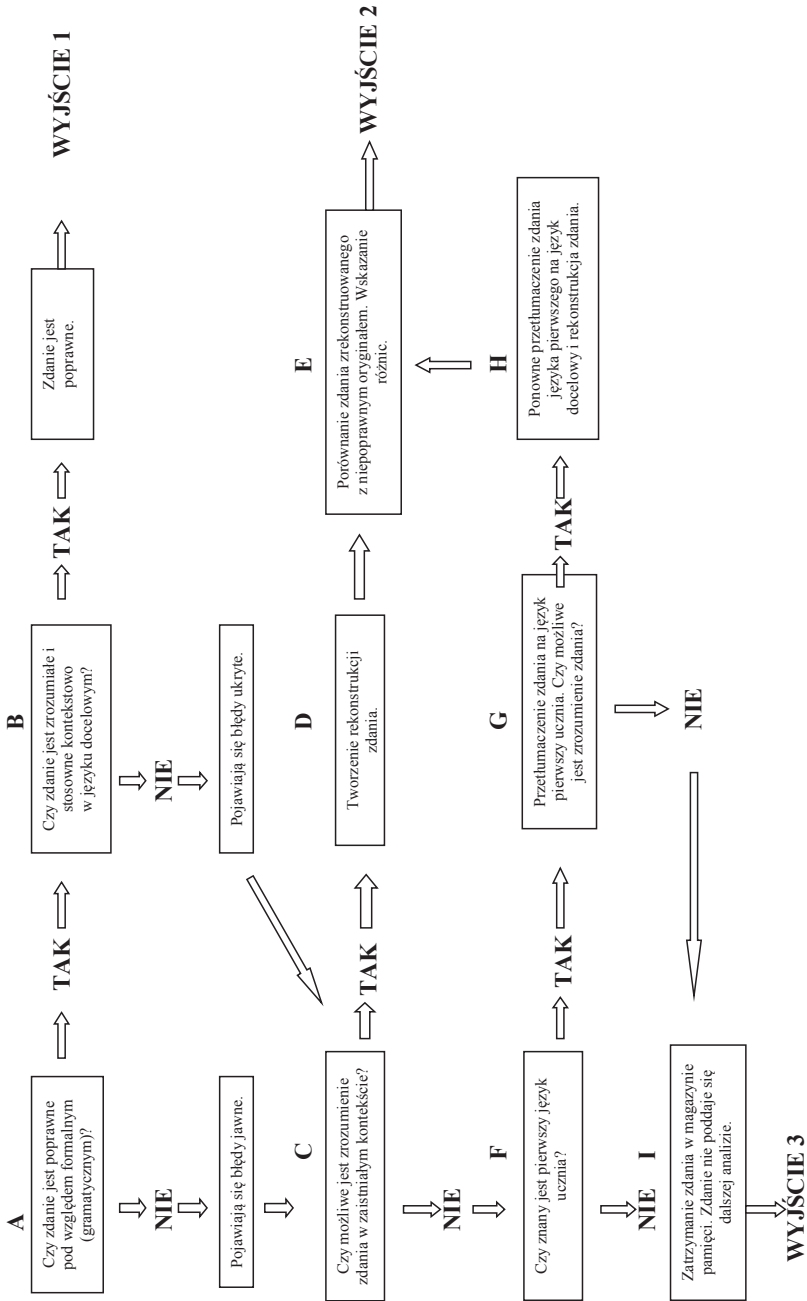 A
Czy zdanie jest poprawne
pod względem formalnym
(gramatycznym)?
TAK
B
Czy zdanie jest zrozumiałe i
stosowne kontekstowo
w języku docelowym?
TAK
Zdanie jest
poprawne.
WYJŚCIE 1
NIE
Pojawiają się błędy jawne.
NIE
Pojawiają się błędy ukryte.
C
Czy możliwe jest zrozumienie
zdania w zaistniałym kontekście?
TAK
D
Tworzenie rekonstrukcji
zdania.
E
Porównanie zdania zrekonstruowanego
z niepoprawnym oryginałem. Wskazanie
różnic.
WYJŚCIE 2
NIE
F
Czy znany jest pierwszy język
ucznia?
TAK
G
Przetłumaczenie zdania na język
pierwszy ucznia. Czy możliwe
jest zrozumienie zdania?
TAK
H
Ponowne przetłumaczenie zdania
języka pierwszego na język
docelowy i rekonstrukcja zdania.
NIE
NIE
I
Zatrzymanie zdania w magazynie
pamięci. Zdanie nie poddaje się
dalszej analizie.
WYJŚCIE 3